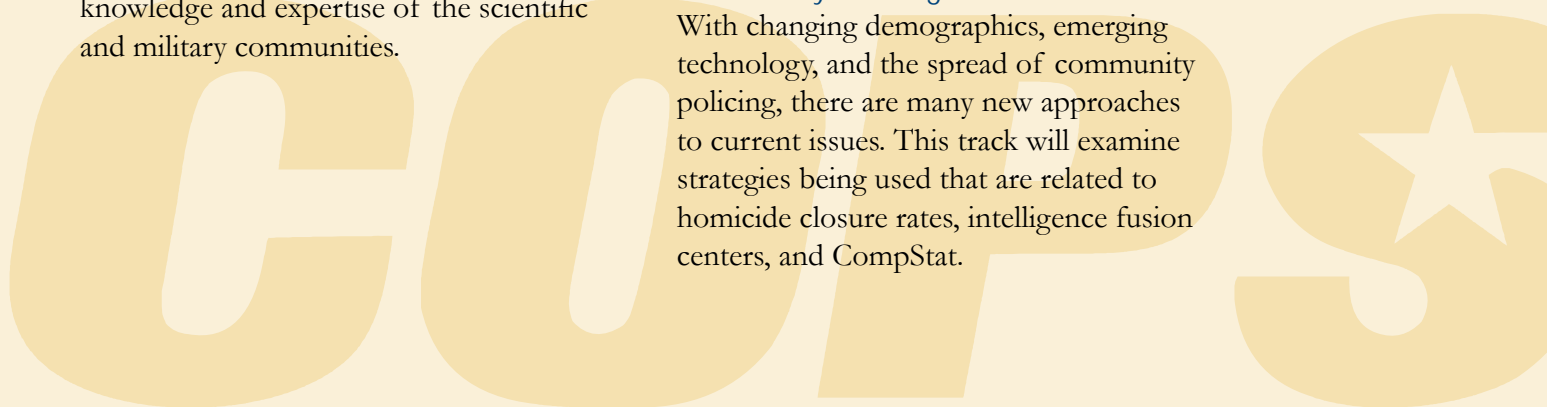 knowledge and expertise of the scientific
and military communities.
With changing demographics, emerging
technology, and the spread of community
policing, there are many new approaches
to current issues. This track will examine
strategies being used that are related to
homicide closure rates, intelligence fusion
centers, and CompStat.
COPS